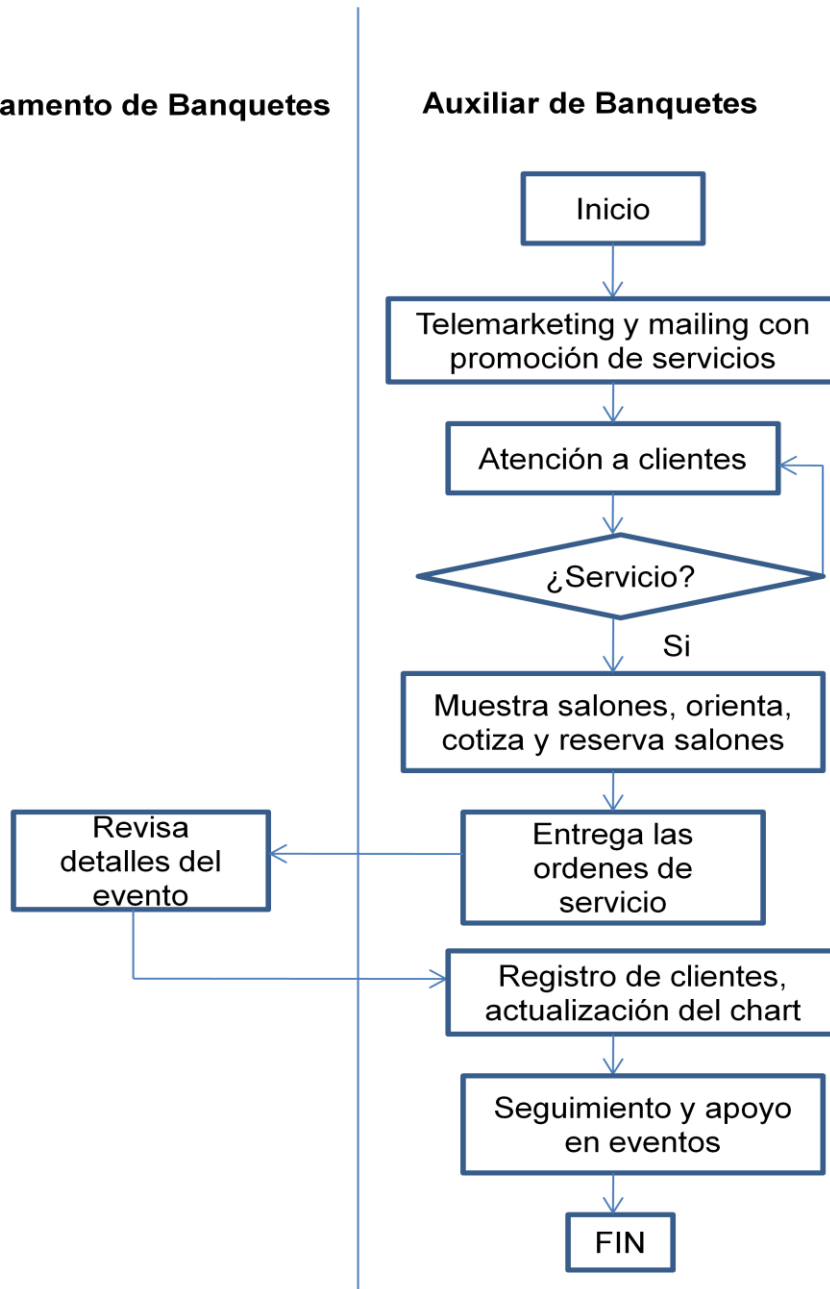 amento de Banquetes
Auxiliar de Banquetes
Inicio
Telemarketing y mailing con
promoción de servicios
Atención a clientes
¿Servicio?
Si
Muestra salones, orienta,
cotiza y reserva salones
Entrega las
ordenes de
servicio
Revisa
detalles del
evento
Registro de clientes,
actualización del chart
Seguimiento y apoyo
en eventos
FIN